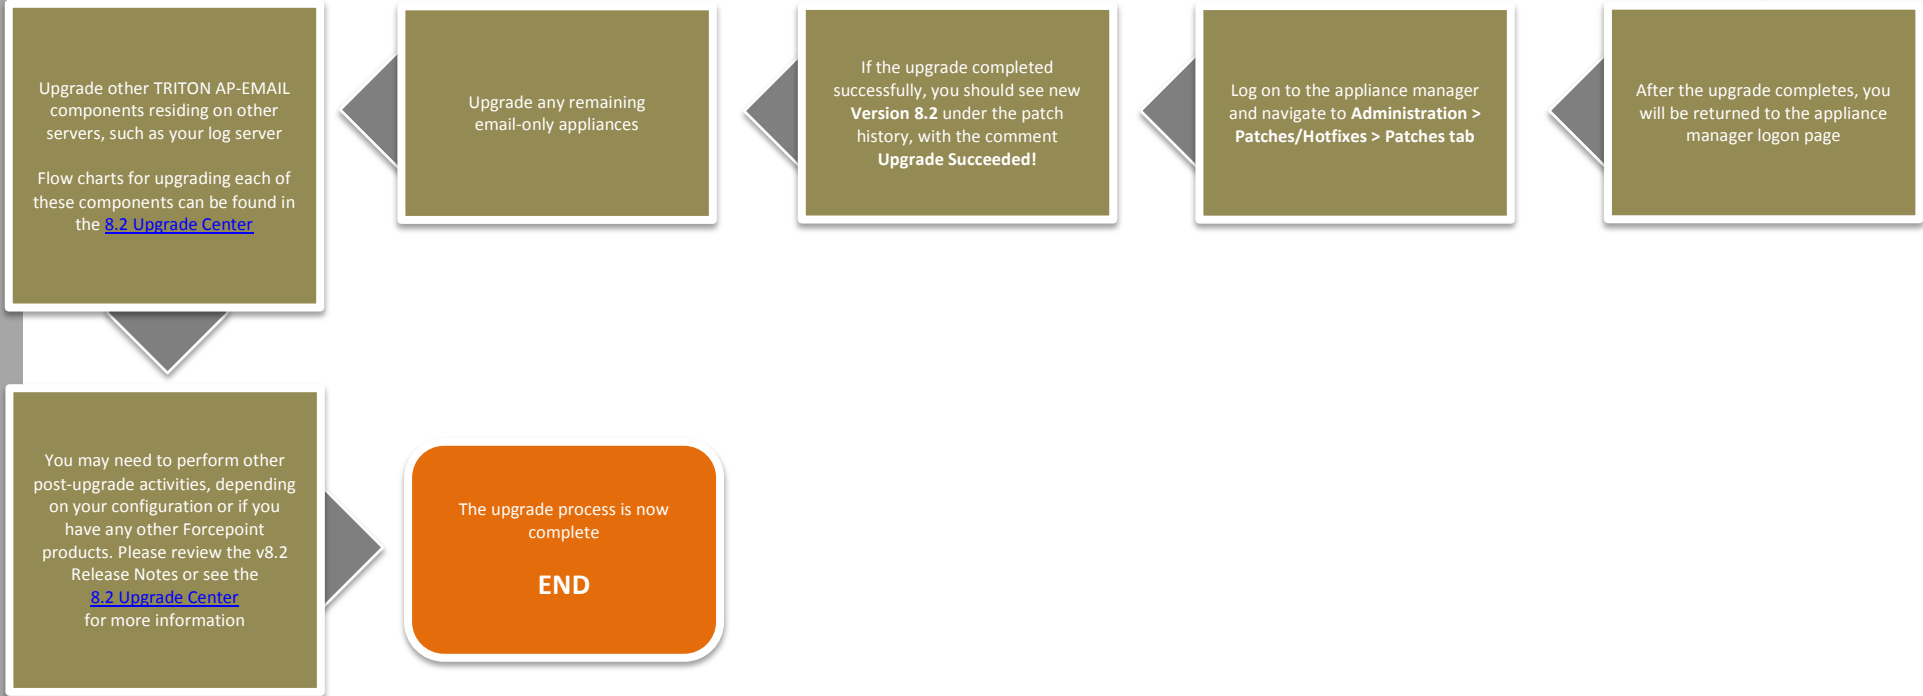 Upgrade other TRITON AP-EMAIL
components residing on other
servers, such as your log server
Flow charts for upgrading each of
these components can be found in
the 8.2 Upgrade Center
Upgrade any remaining
email-only appliances
If the upgrade completed
successfully, you should see new
Version 8.2 under the patch
history, with the comment
Upgrade Succeeded!
Log on to the appliance manager
and navigate to Administration >
Patches/Hotfixes > Patches tab
After the upgrade completes, you
will be returned to the appliance
manager logon page
You may need to perform other
post-upgrade activities, depending
on your configuration or if you
have any other Forcepoint
products. Please review the v8.2
Release Notes or see the
8.2 Upgrade Center
for more information
The upgrade process is now
complete
END